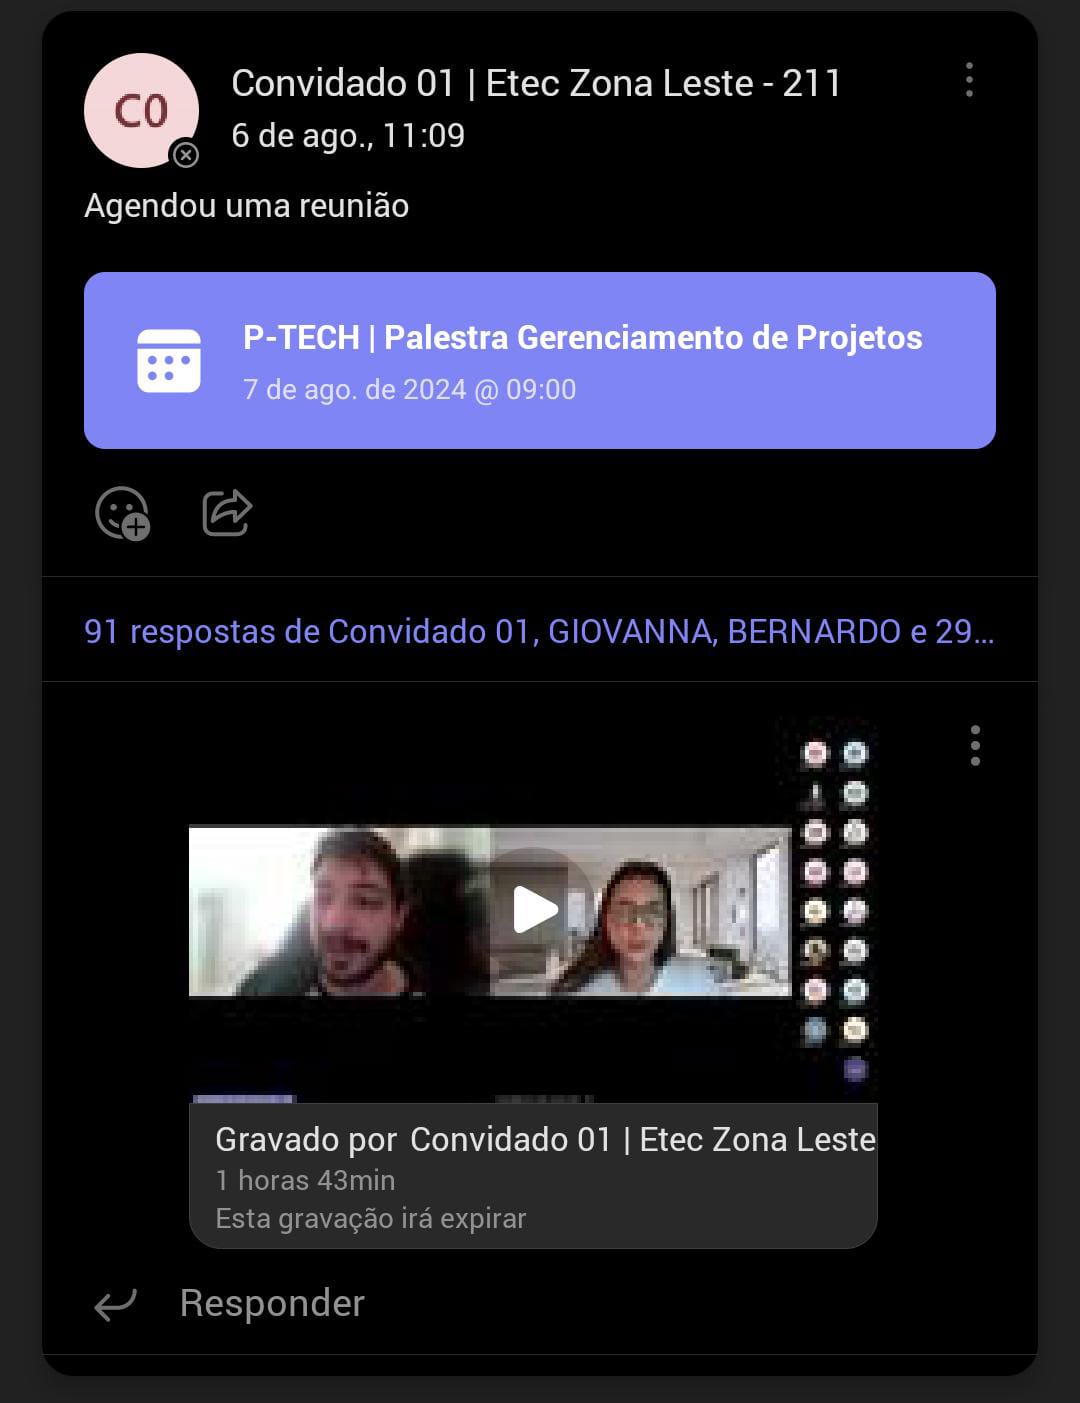 C0
Convidado 01 | Etec Zona Leste - 211
6 de ago., 11:09
Agendou uma reunião
P-TECH | Palestra Gerenciamento de Projetos
7 de ago. de 2024 @ 09:00
91 respostas de Convidado 01, GIOVANNA, BERNARDO e 29...
Gravado por Convidado 01 | Etec Zona Leste
1 horas 43min
Esta gravação irá expirar
Responder